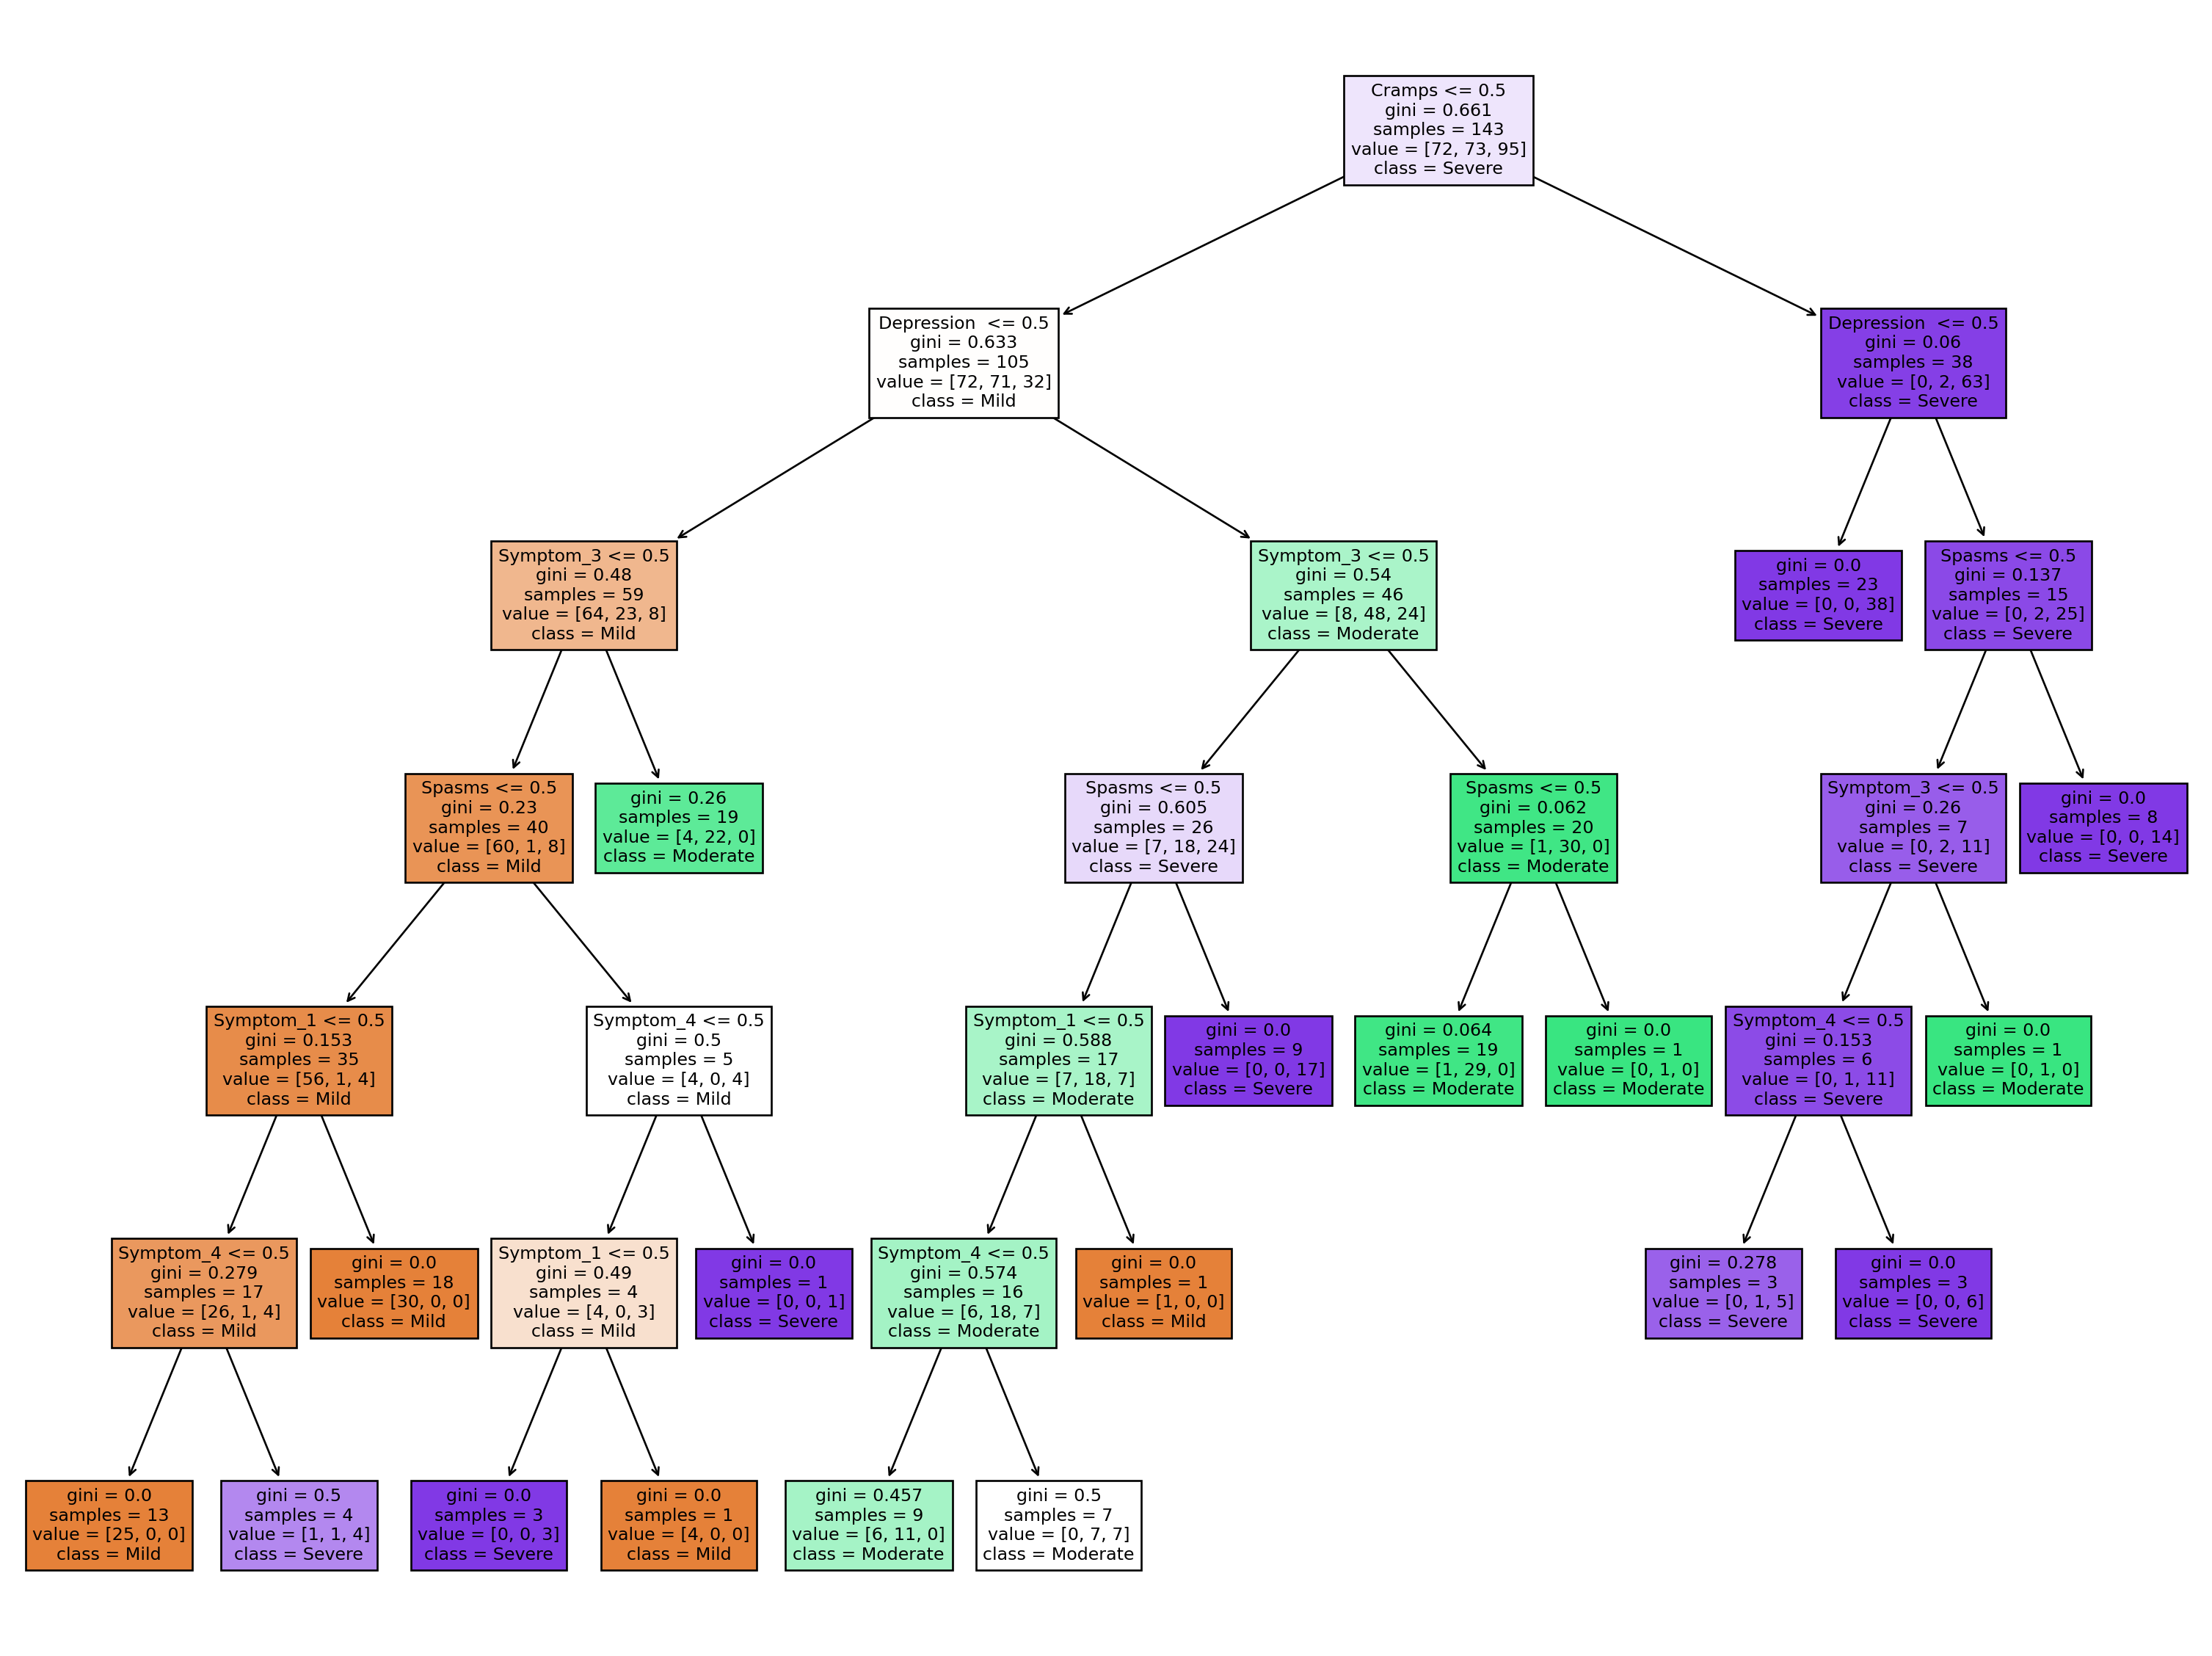 Cramps <= 0.5
gini = 0.661
samples = 143
value = [72, 73, 95]
class = Severe
Depression  <= 0.5
gini = 0.633
samples = 105
value = [72, 71, 32]
class = Mild
Depression  <= 0.5
gini = 0.06
samples = 38
value = [0, 2, 63]
class = Severe
Symptom_3 <= 0.5
gini = 0.48
samples = 59
value = [64, 23, 8]
class = Mild
Symptom_3 <= 0.5
gini = 0.54
samples = 46
value = [8, 48, 24]
class = Moderate
gini = 0.0
samples = 23
value = [0, 0, 38]
class = Severe
Spasms <= 0.5
gini = 0.137
samples = 15
value = [0, 2, 25]
class = Severe
Spasms <= 0.5
gini = 0.23
samples = 40
value = [60, 1, 8]
class = Mild
gini = 0.26
samples = 19
value = [4, 22, 0]
class = Moderate
Spasms <= 0.5
gini = 0.605
samples = 26
value = [7, 18, 24]
class = Severe
Spasms <= 0.5
gini = 0.062
samples = 20
value = [1, 30, 0]
class = Moderate
Symptom_3 <= 0.5
gini = 0.26
samples = 7
value = [0, 2, 11]
class = Severe
gini = 0.0
samples = 8
value = [0, 0, 14]
class = Severe
Symptom_1 <= 0.5
gini = 0.153
samples = 35
value = [56, 1, 4]
class = Mild
Symptom_4 <= 0.5
gini = 0.5
samples = 5
value = [4, 0, 4]
class = Mild
Symptom_1 <= 0.5
gini = 0.588
samples = 17
value = [7, 18, 7]
class = Moderate
gini = 0.0
samples = 9
value = [0, 0, 17]
class = Severe
gini = 0.064
samples = 19
value = [1, 29, 0]
class = Moderate
gini = 0.0
samples = 1
value = [0, 1, 0]
class = Moderate
Symptom_4 <= 0.5
gini = 0.153
samples = 6
value = [0, 1, 11]
class = Severe
gini = 0.0
samples = 1
value = [0, 1, 0]
class = Moderate
Symptom_4 <= 0.5
gini = 0.279
samples = 17
value = [26, 1, 4]
class = Mild
gini = 0.0
samples = 18
value = [30, 0, 0]
class = Mild
Symptom_1 <= 0.5
gini = 0.49
samples = 4
value = [4, 0, 3]
class = Mild
gini = 0.0
samples = 1
value = [0, 0, 1]
class = Severe
Symptom_4 <= 0.5
gini = 0.574
samples = 16
value = [6, 18, 7]
class = Moderate
gini = 0.0
samples = 1
value = [1, 0, 0]
class = Mild
gini = 0.278
samples = 3
value = [0, 1, 5]
class = Severe
gini = 0.0
samples = 3
value = [0, 0, 6]
class = Severe
gini = 0.0
samples = 13
value = [25, 0, 0]
class = Mild
gini = 0.5
samples = 4
value = [1, 1, 4]
class = Severe
gini = 0.0
samples = 3
value = [0, 0, 3]
class = Severe
gini = 0.0
samples = 1
value = [4, 0, 0]
class = Mild
gini = 0.457
samples = 9
value = [6, 11, 0]
class = Moderate
gini = 0.5
samples = 7
value = [0, 7, 7]
class = Moderate